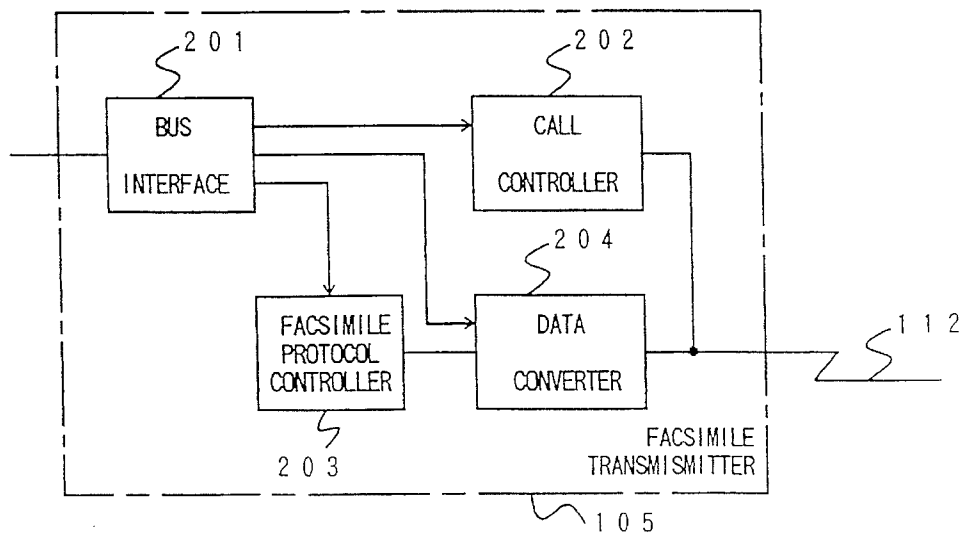 201
202
BUS
INTERFACE
CALL
CONTROLLER
204
FACSIMILE
PROTOCOL
CONTROLLER
DATA
CONVERTER
112
203
FACSIMILE
TRANSMISMITTER
105